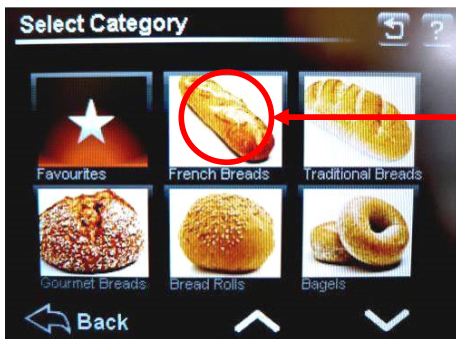 Select Category
?
Favourites
French Breads
Traditional Breads
Gourmet Breads
Bread Rolls
Bagels
Back